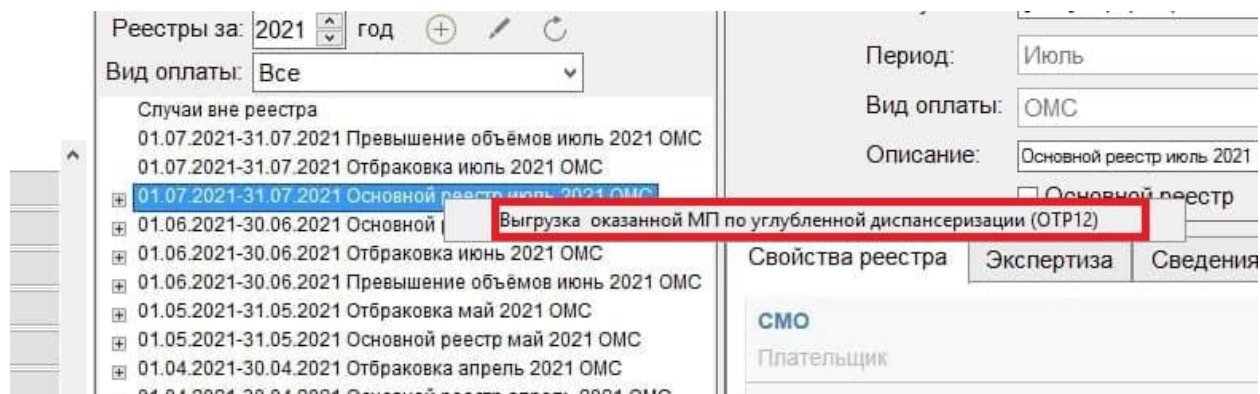 Реестры за: 2021 год
Вид оплаты: Все
Случаи вне реестра
01.07.2021-31.07.2021 Превышение объёмов июль 2021 ОМС
01.07.2021-31.07.2021 Отбраковка июль 2021 ОМС
01.07.2021-31.07.2021 Основной реестр июль 2021 ОМС
Выгрузка оказанной МП по углубленной диспансеризации (ОТР12)
01.06.2021-30.06.2021 Основной
01.06.2021-30.06.2021 Отбраковка июнь 2021 ОМС
01.06.2021-30.06.2021 Превышение объёмов июнь 2021 ОМС
01.05.2021-31.05.2021 Отбраковка май 2021 ОМС
01.05.2021-31.05.2021 Основной реестр май 2021 ОМС
01.04.2021-30.04.2021 Отбраковка апрель 2021 ОМС
Период: Июль
Вид оплаты: ОМС
Описание: Основной реестр июль 2021
Основной реестр
Свойства реестра Экспертиза Сведения
СМО
Плательщик